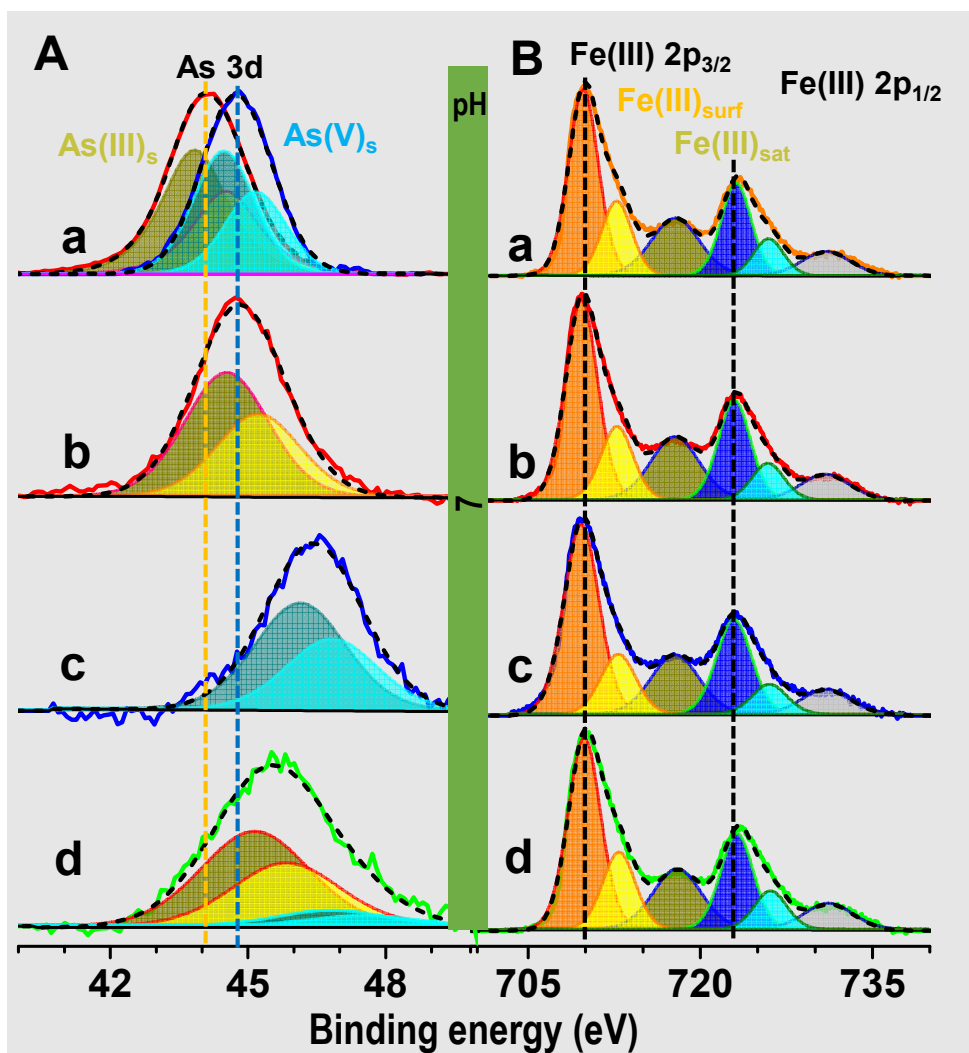 A
As 3d
As(III)s
As(V)s
a
b
c
d
pH
7
B
Fe(III) 2p3/2
Fe(III) 2p1/2
Fe(III)surf
Fe(III)sat
a
b
c
d
42 45 48
705 720 735
Binding energy (eV)